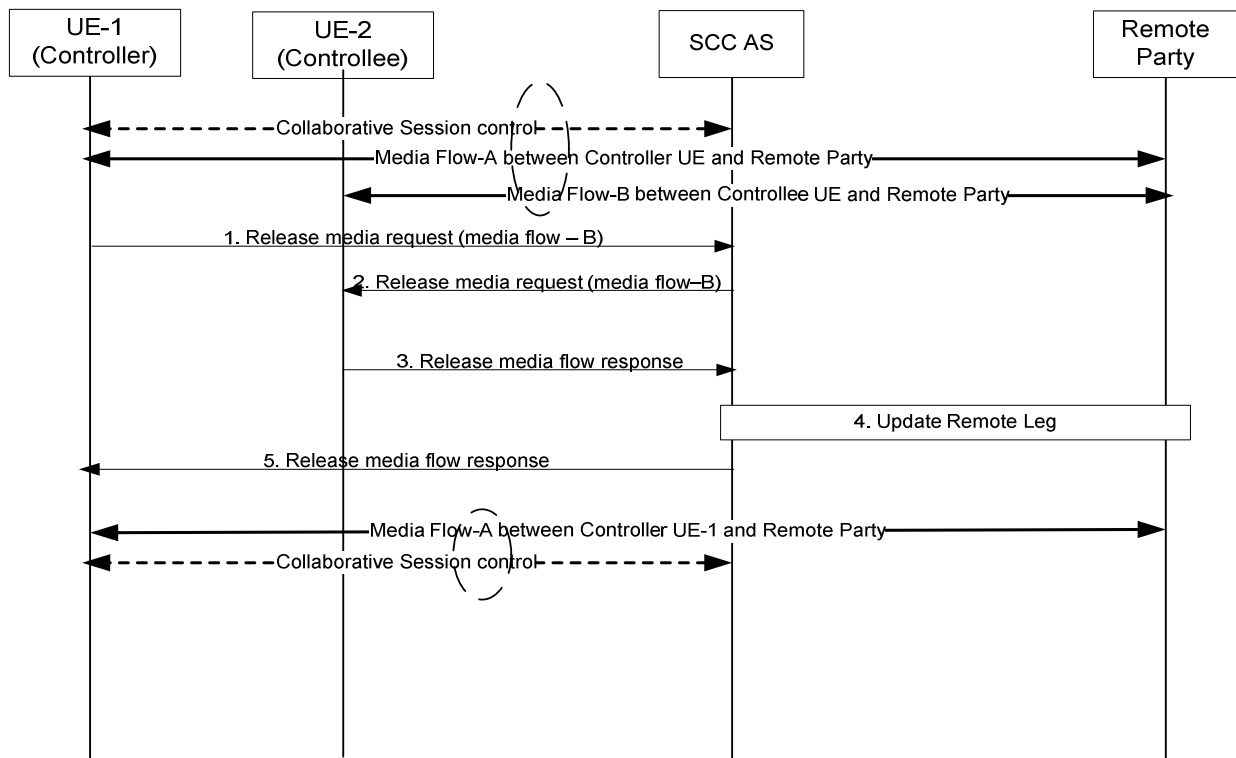 UE-1
(Controller)
UE-2
(Controllee)
SCC AS
Remote
Party
Collaborative Session control
Media Flow-A between Controller UE and Remote Party
Media Flow-B between Controllee UE and Remote Party
1. Release media request (media flow – B)
2. Release media request (media flow–B)
3. Release media flow response
4. Update Remote Leg
5. Release media flow response
Media Flow-A between Controller UE-1 and Remote Party
Collaborative Session control